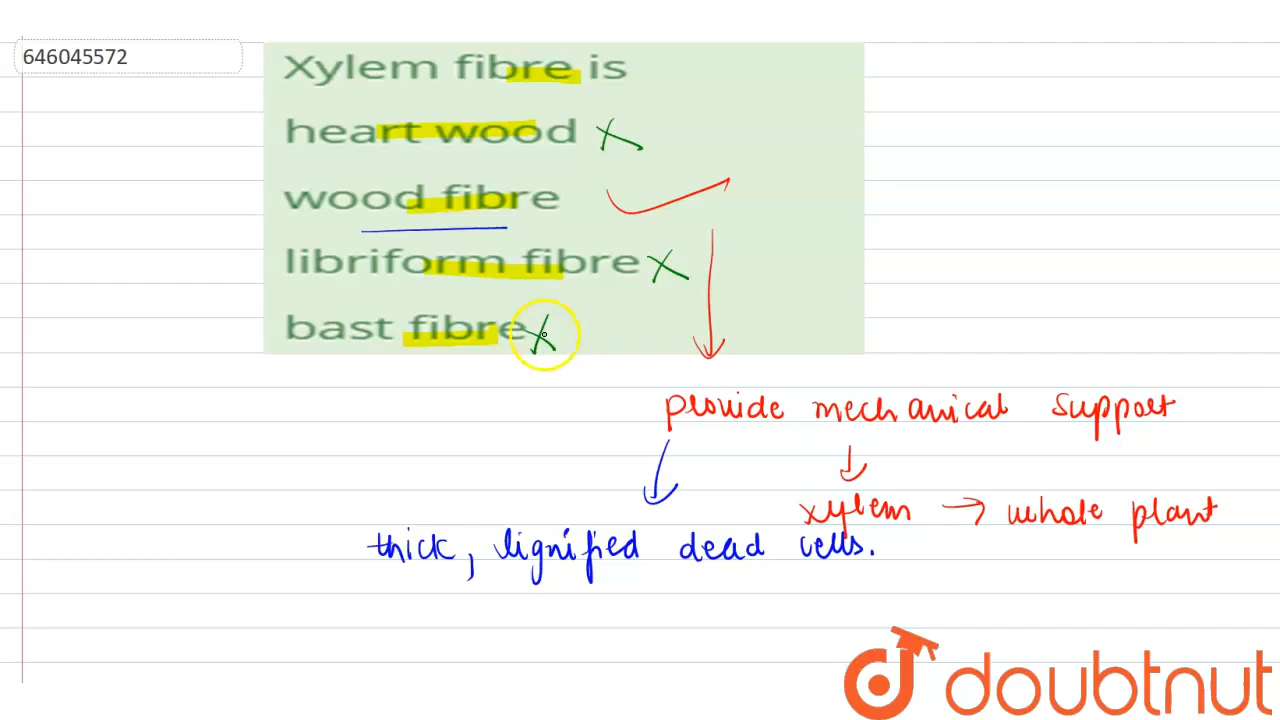 646045572
Xylem fibre is
heart wood
wood fibre
libriform fibre
bast fibre
provide mechanical support
xylem → whole plant
thick, lignified dead cells.
doubtnut